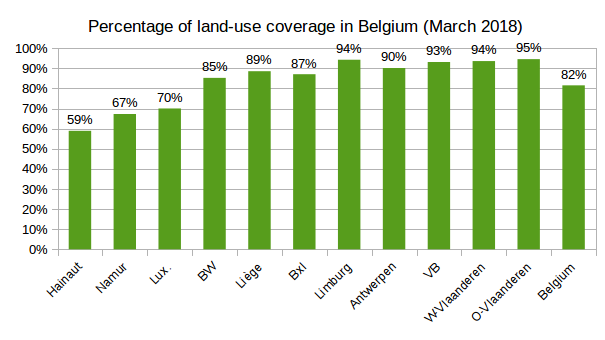 Percentage of land-use coverage in Belgium (March 2018)
100%
90%
80%
70%
60%
50%
40%
30%
20%
10%
0%
59%
67%
70%
85%
89%
87%
94%
90%
93%
94%
95%
82%
Hainaut
Namur
Lux.
BW
Liège
Bxl
Limburg
Antwerpen
VB
W-Vlaanderen
O-Vlaanderen
Belgium